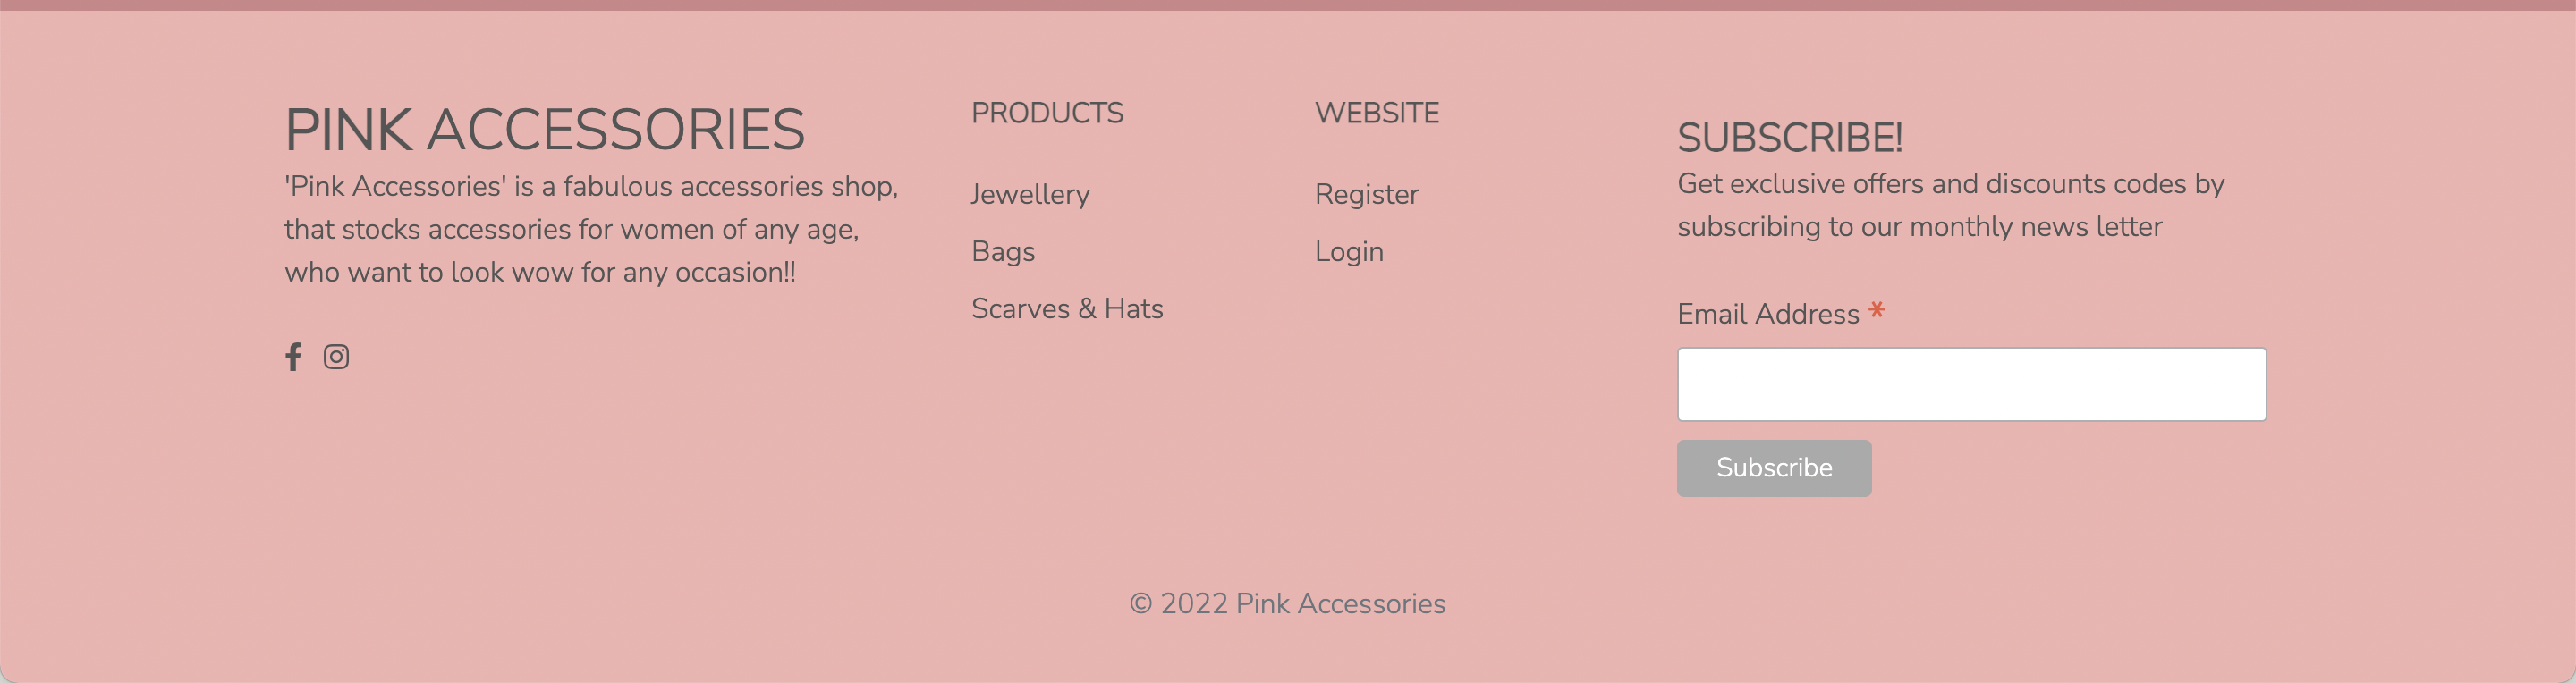 PINK ACCESSORIES
'Pink Accessories' is a fabulous accessories shop,
that stocks accessories for women of any age,
who want to look wow for any occasion!!
PRODUCTS
Jewellery
Bags
Scarves & Hats
WEBSITE
Register
Login
SUBSCRIBE!
Get exclusive offers and discounts codes by
subscribing to our monthly news letter
Email Address *
Subscribe
© 2022 Pink Accessories